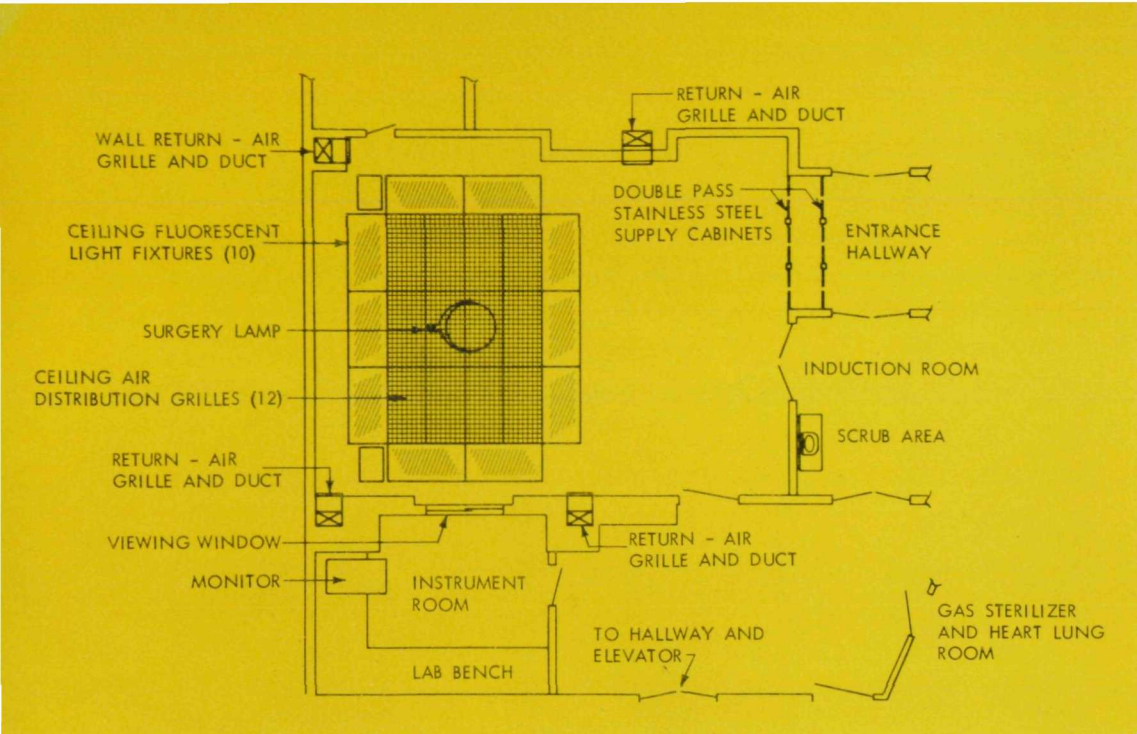 RETURN - AIR
GRILLE AND DUCT
WALL RETURN - AIR
GRILLE AND DUCT
DOUBLE PASS
STAINLESS STEEL
SUPPLY CABINETS
CEILING FLUORESCENT
LIGHT FIXTURES (10)
ENTRANCE
HALLWAY
SURGERY LAMP
INDUCTION ROOM
CEILING AIR
DISTRIBUTION GRILLES (12)
SCRUB AREA
RETURN - AIR
GRILLE AND DUCT
VIEWING WINDOW
RETURN - AIR
GRILLE AND DUCT
MONITOR
INSTRUMENT
ROOM
GAS STERILIZER
AND HEART LUNG
ROOM
TO HALLWAY AND
ELEVATOR
LAB BENCH